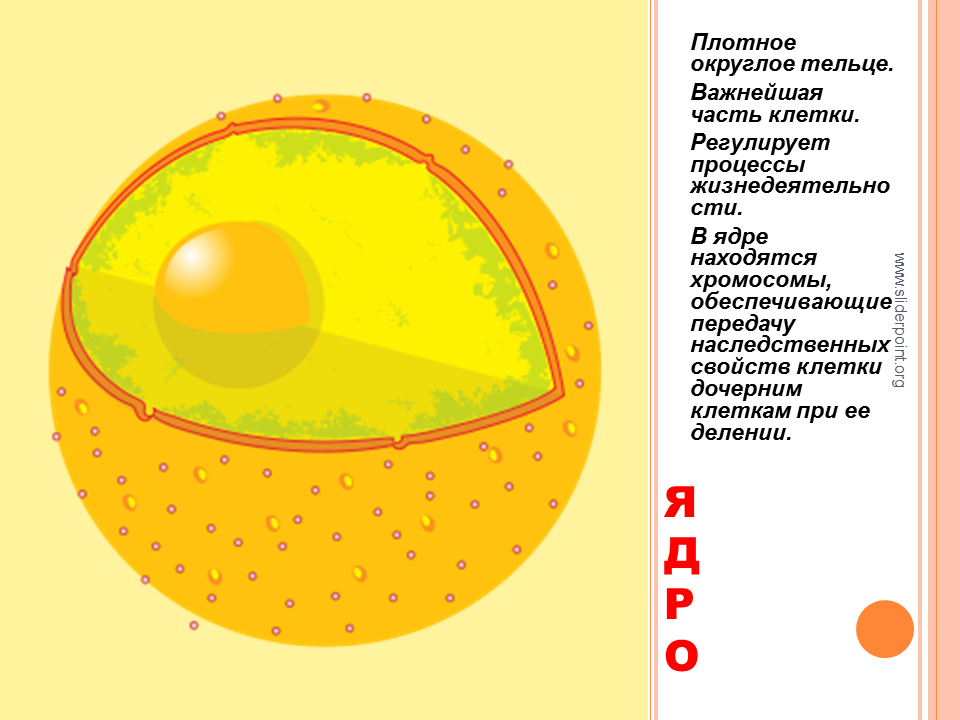 Плотное
округлое тельце.
Важнейшая
часть клетки.
Регулирует
процессы
жизнедеятельно
сти.
В ядре
находятся
хромосомы,
обеспечивающие
передачу
наследственных
свойств клетки
дочерним
клеткам при ее
делении.
www.sliderpoint.org
Я
Д
Р
О